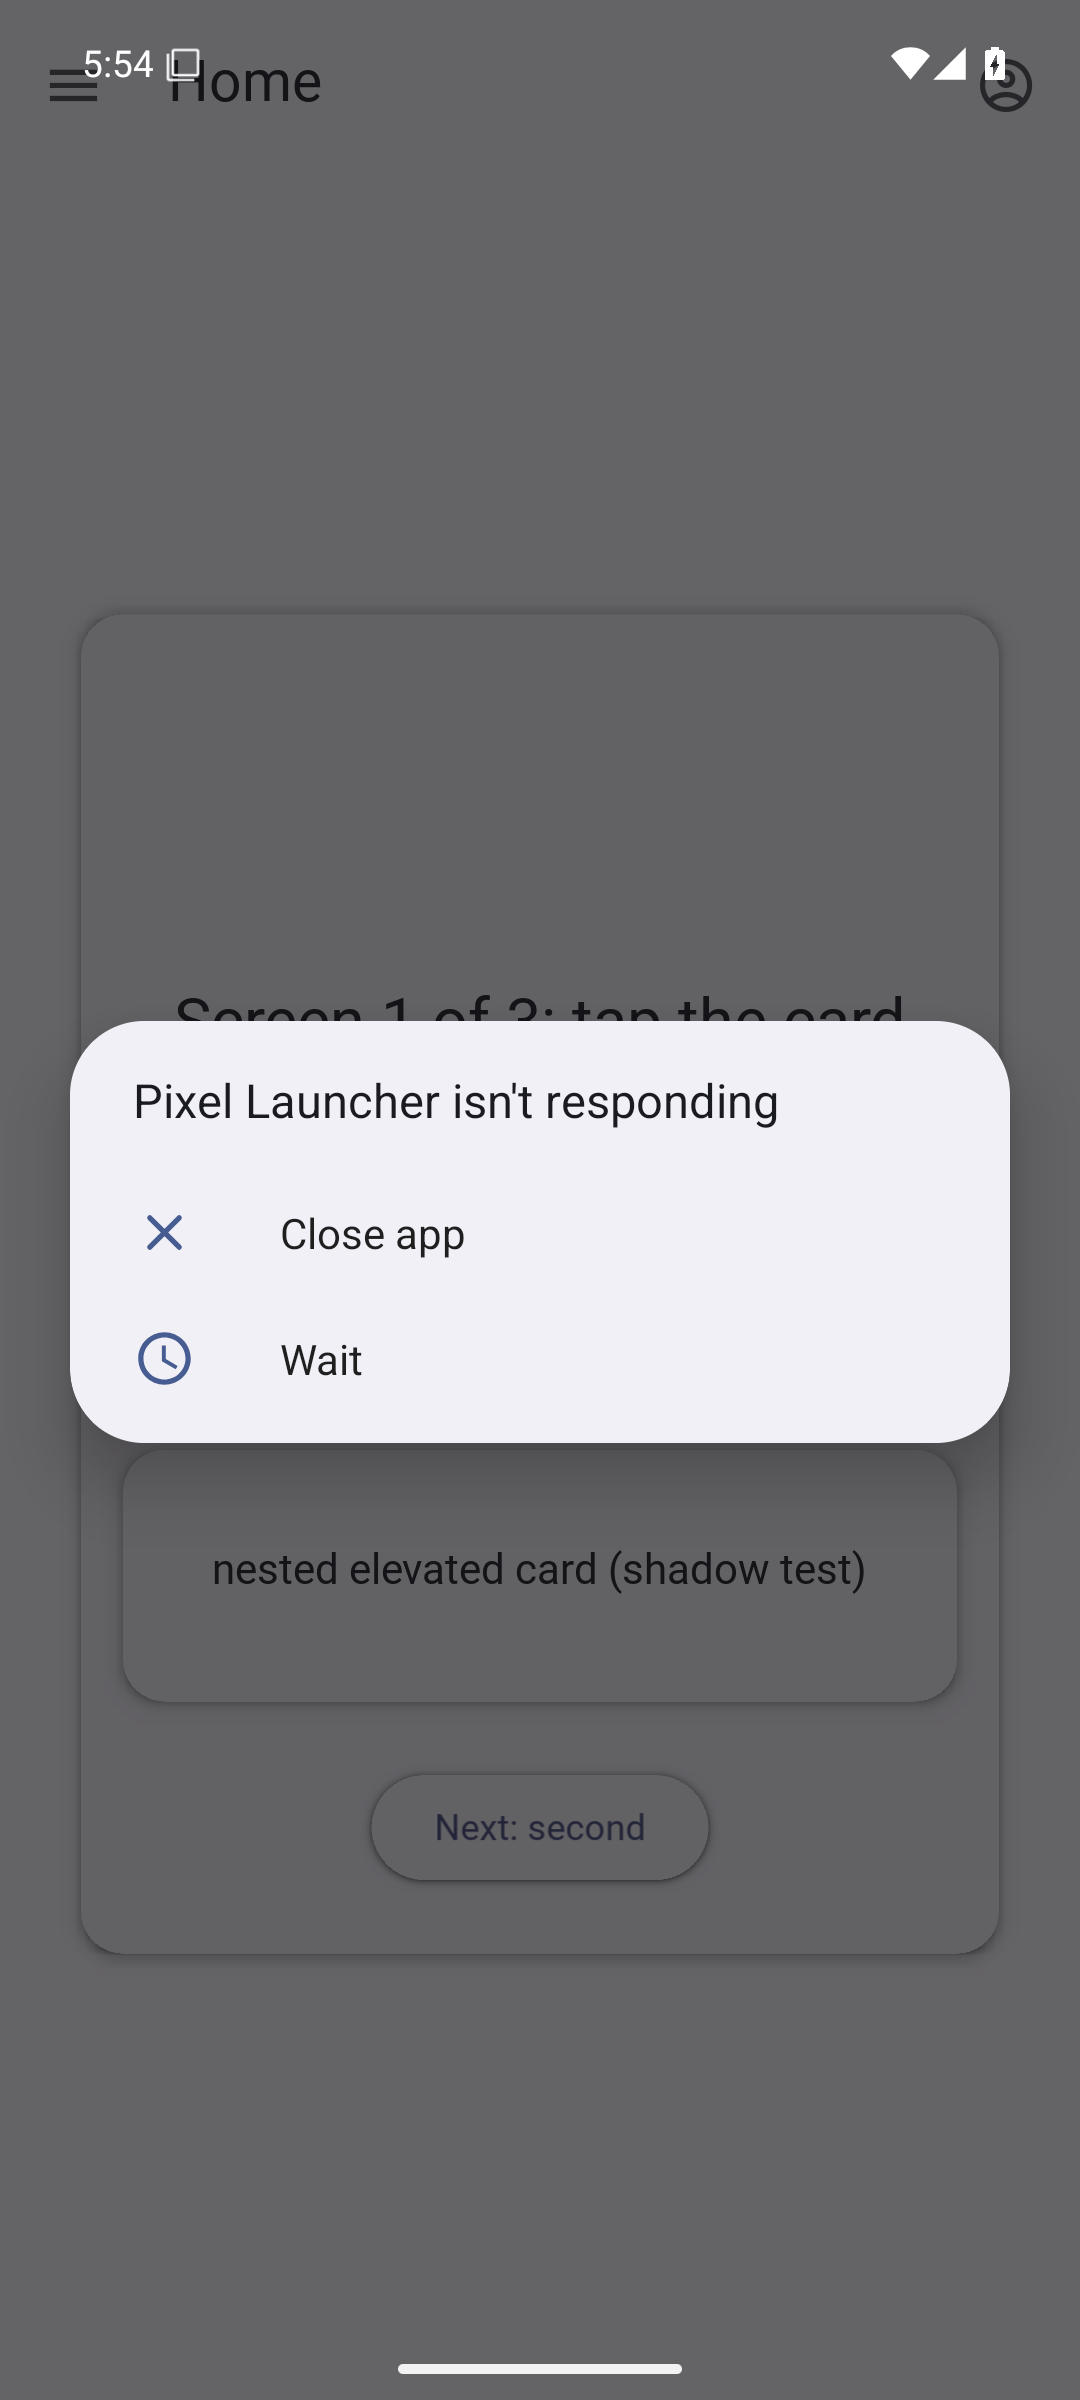 5:54
Home
Screen 1 of 3: tap the card
Pixel Launcher isn't responding
Close app
Wait
nested elevated card (shadow test)
Next: second